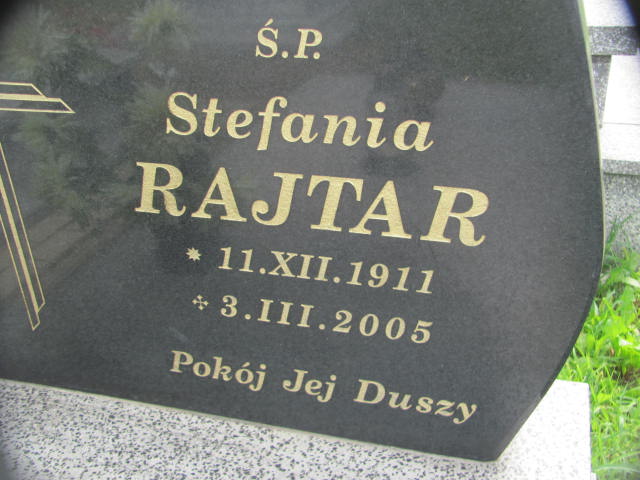 Ś.P.
Stefania
RAJTAR
* 11.XII.1911
✣ 3.III.2005
Pokój Jej Duszy